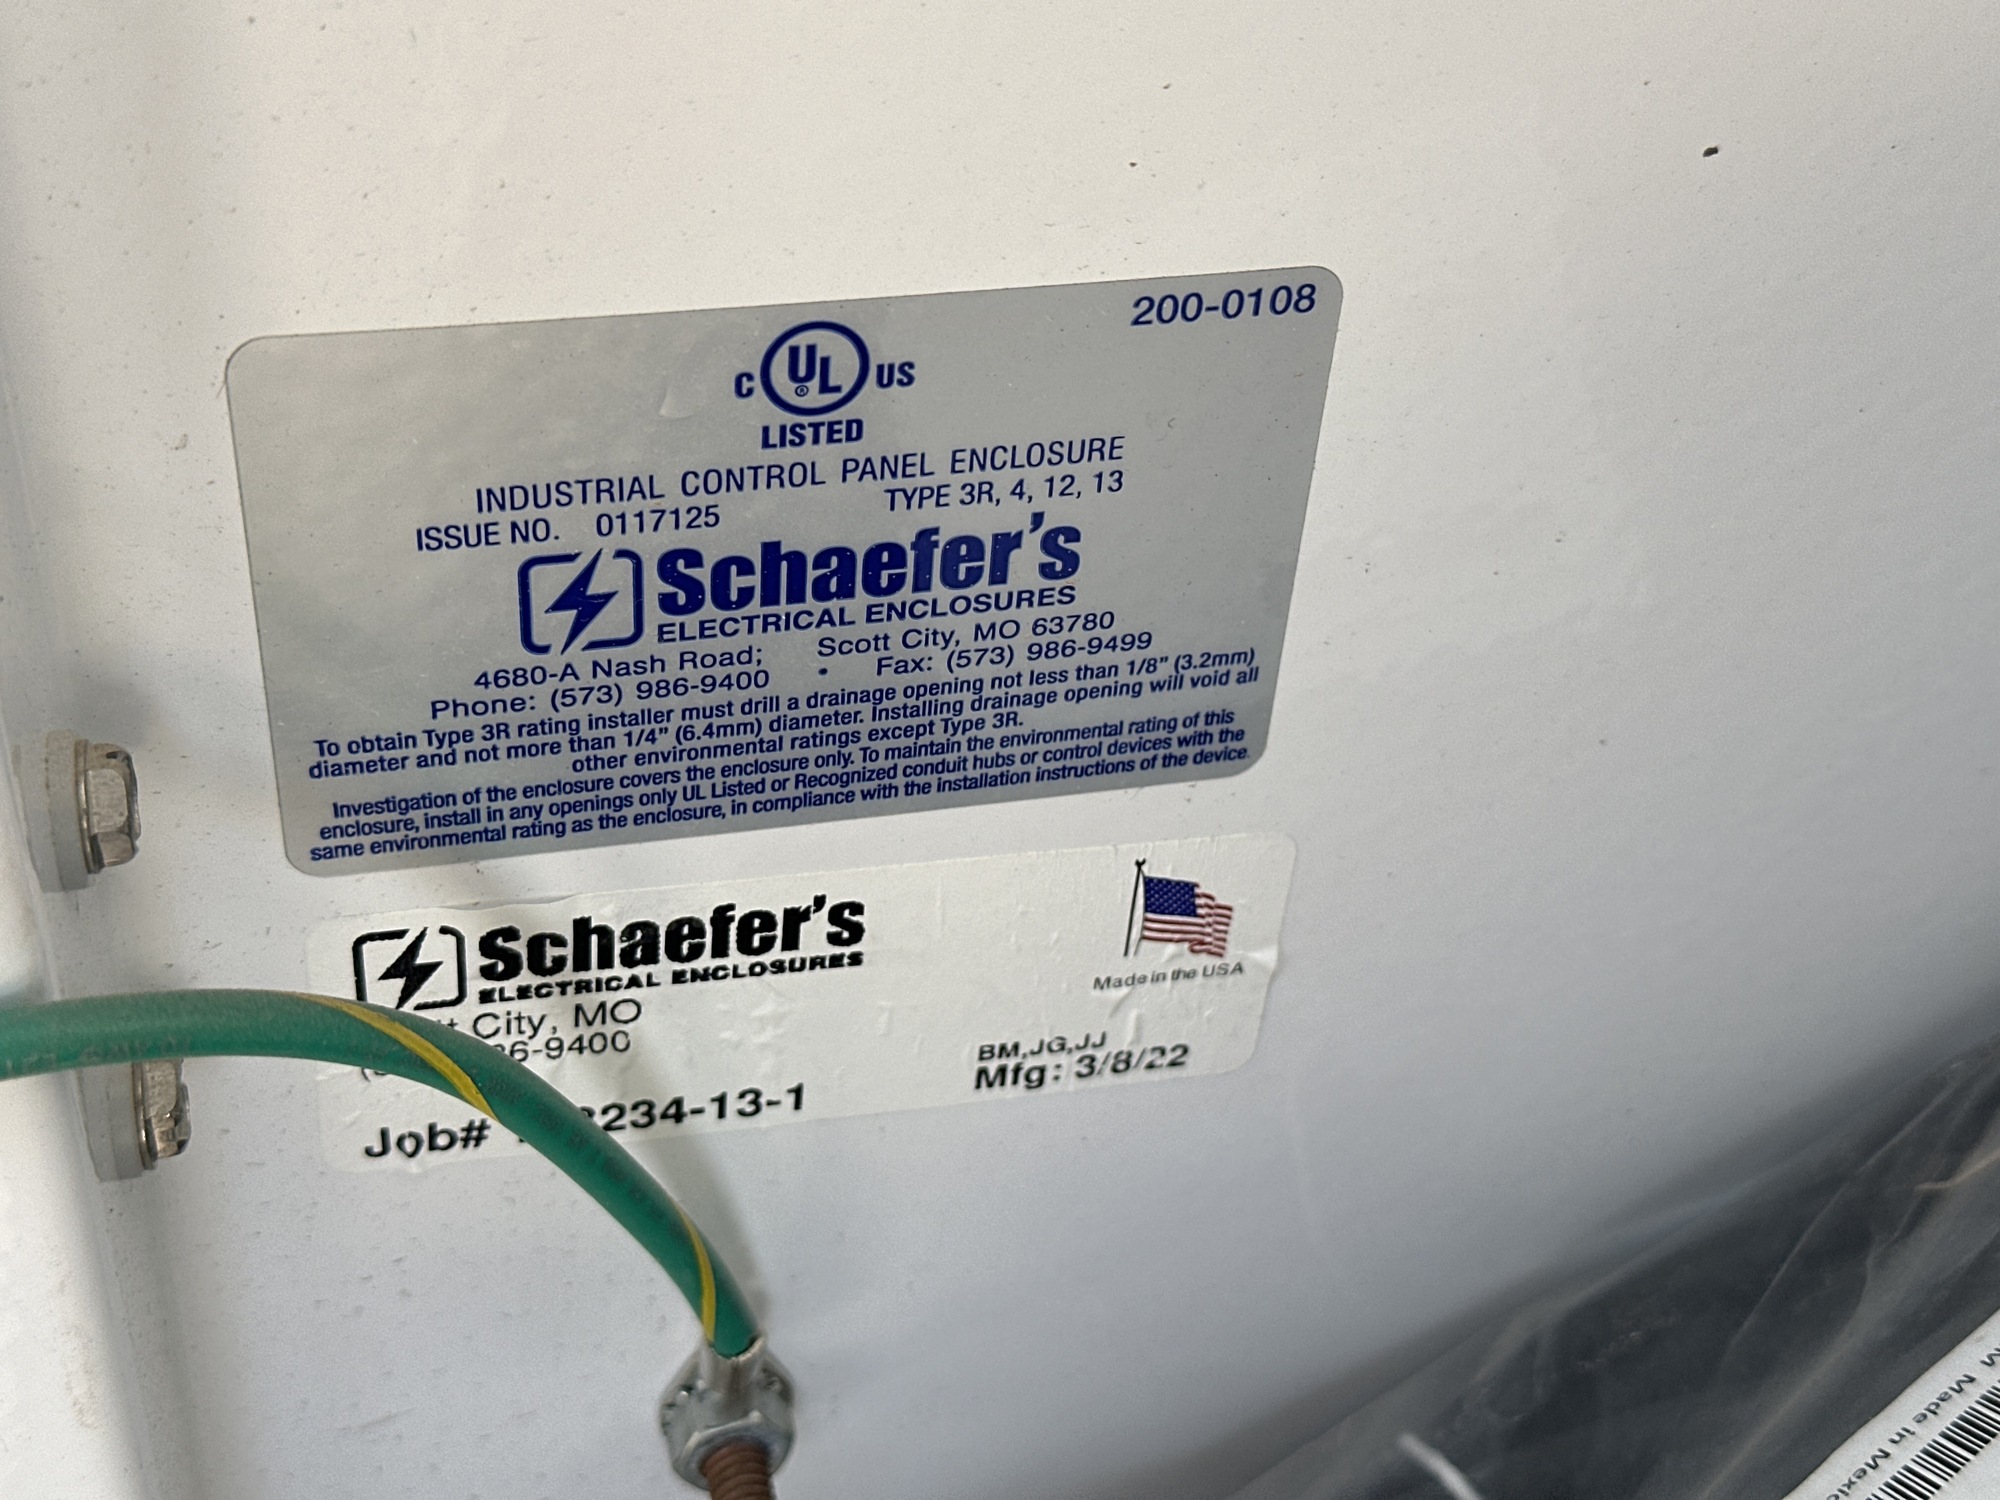 200-0108
C UL US
LISTED
INDUSTRIAL CONTROL PANEL ENCLOSURE
ISSUE NO. 0117125 TYPE 3R, 4, 12, 13
Schaefer's
ELECTRICAL ENCLOSURES
4680-A Nash Road; Scott City, MO 63780
Phone: (573) 986-9400 • Fax: (573) 986-9499
To obtain Type 3R rating installer must drill a drainage opening not less than 1/8" (3.2mm)
diameter and not more than 1/4" (6.4mm) diameter. Installing drainage opening will void all
other environmental ratings except Type 3R.
Investigation of the enclosure covers the enclosure only. To maintain the environmental rating of this
enclosure, install in any openings only UL Listed or Recognized conduit hubs or control devices with the
same environmental rating as the enclosure, in compliance with the installation instructions of the device.
Schaefer's
ELECTRICAL ENCLOSURES
City, MO
6-9400
Job# 234-13-1
Made in the USA
BM,JG,JJ
Mfg: 3/8/22
Made in Mexic